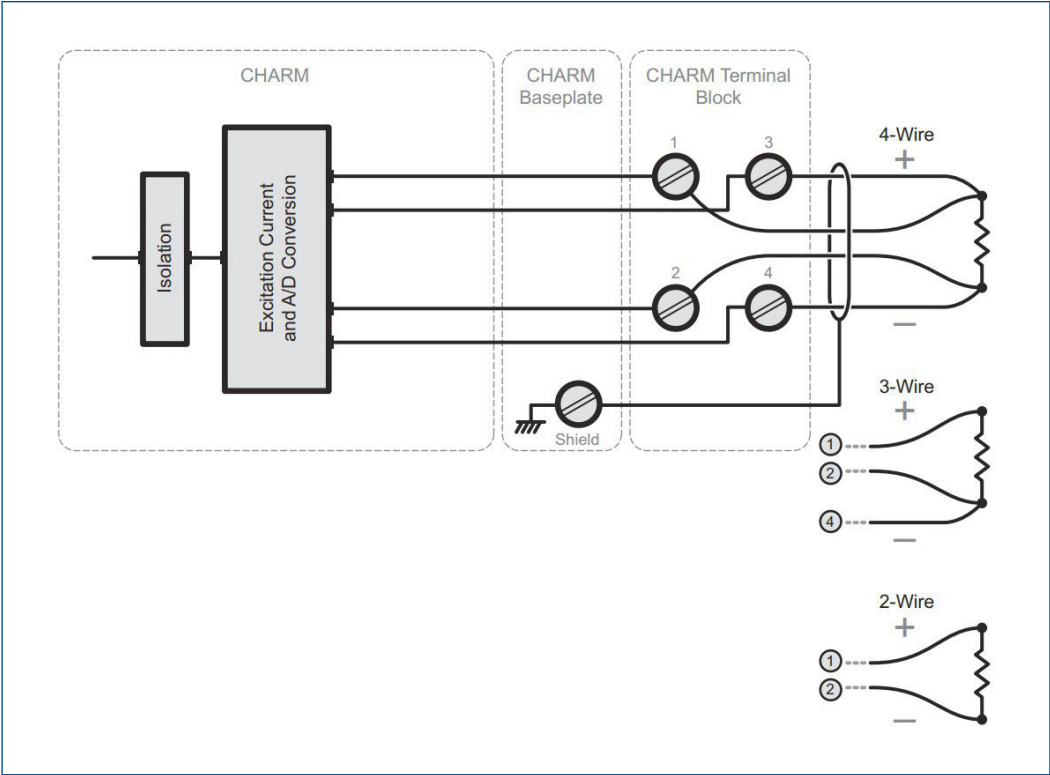 CHARM
CHARM
Baseplate
CHARM Terminal
Block
Isolation
Excitation Current
and A/D Conversion
1
3
2
4
Shield
4-Wire
+
—
3-Wire
+
1
2
4
—
2-Wire
+
1
2
—